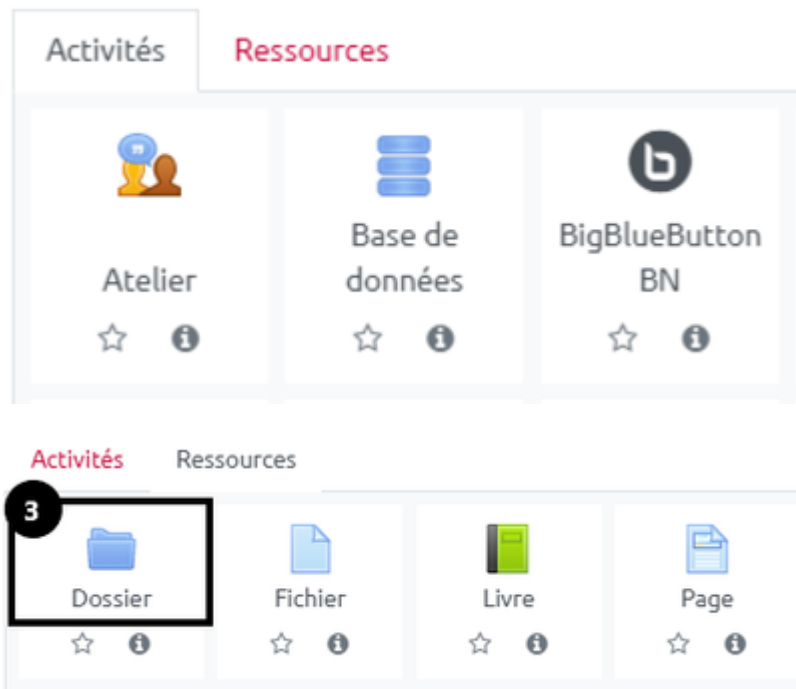 Activités Ressources
Atelier
Base de
données
BigBlueButton
BN
Activités Ressources
3
Dossier Fichier Livre Page